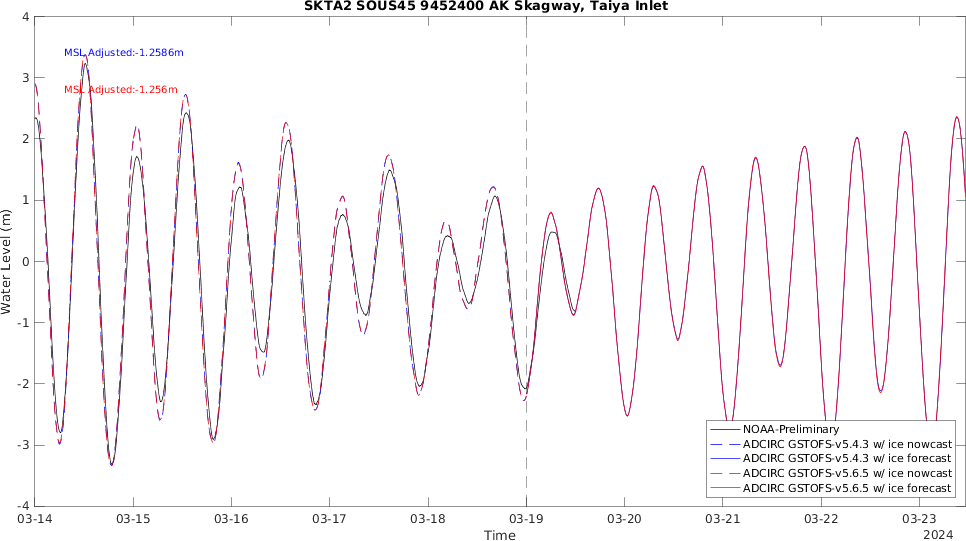 SKTA2 SOUS45 9452400 AK Skagway, Taiya Inlet
MSL Adjusted:-1.2586m
MSL Adjusted:-1.256m
4
3
2
1
0
-1
-2
-3
-4
Water Level (m)
NOAA-Preliminary
ADCIRC GSTOFS-v5.4.3 w/ ice nowcast
ADCIRC GSTOFS-v5.4.3 w/ ice forecast
ADCIRC GSTOFS-v5.6.5 w/ ice nowcast
ADCIRC GSTOFS-v5.6.5 w/ ice forecast
03-14 03-15 03-16 03-17 03-18 03-19 03-20 03-21 03-22 03-23
Time
2024